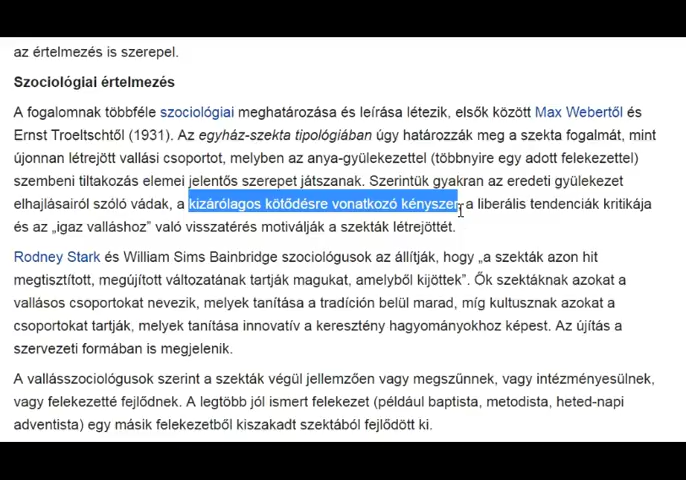 az értelmezés is szerepel.
Szociológiai értelmezés
A fogalomnak többféle szociológiai meghatározása és leírása létezik, elsők között Max Webertől és
Ernst Troeltschtől (1931). Az egyház-szekta tipológiában úgy határozzák meg a szekta fogalmát, mint
újonnan létrejött vallási csoportot, melyben az anya-gyülekezettel (többnyire egy adott felekezettel)
szembeni tiltakozás elemei jelentős szerepet játszanak. Szerintük gyakran az eredeti gyülekezet
elhajlásairól szóló vádak, a kizárólagos kötődésre vonatkozó kényszer, a liberális tendenciák kritikája
és az „igaz valláshoz” való visszatérés motiválják a szekták létrejöttét.
Rodney Stark és William Sims Bainbridge szociológusok az állítják, hogy „a szekták azon hit
megtisztított, megújított változatának tartják magukat, amelyből kijöttek”. Ők szektáknak azokat a
vallásos csoportokat nevezik, melyek tanítása a tradíción belül marad, míg kultusznak azokat a
csoportokat tartják, melyek tanítása innovatív a keresztény hagyományokhoz képest. Az újítás a
szervezeti formában is megjelenik.
A vallásszociológusok szerint a szekták végül jellemzően vagy megszűnnek, vagy intézményesülnek,
vagy felekezetté fejlődnek. A legtöbb jól ismert felekezet (például baptista, metodista, heted-napi
adventista) egy másik felekezetből kiszakadt szektából fejlődött ki.